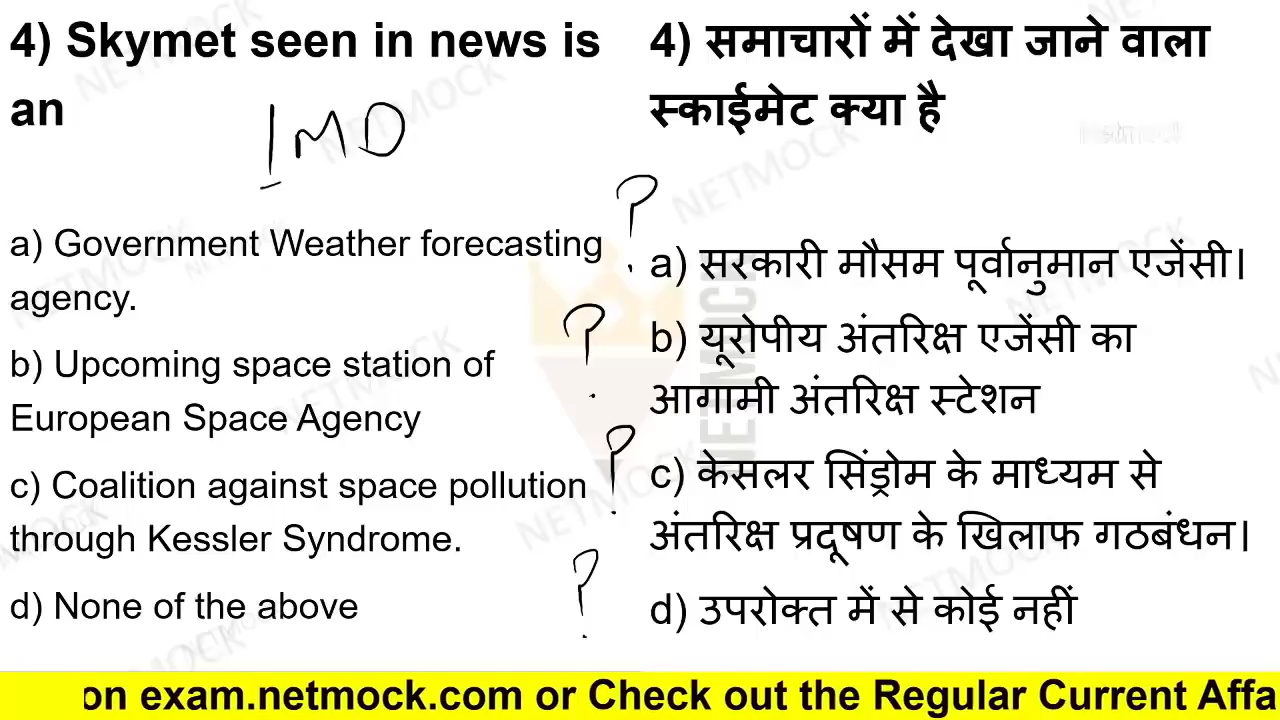 4) Skymet seen in news is
an
IMD
a) Government Weather forecasting
agency.
b) Upcoming space station of
European Space Agency
c) Coalition against space pollution
through Kessler Syndrome.
d) None of the above
?
?
?
?
4) समाचारों में देखा जाने वाला
स्काईमेट क्या है
a) सरकारी मौसम पूर्वानुमान एजेंसी।
b) यूरोपीय अंतरिक्ष एजेंसी का
आगामी अंतरिक्ष स्टेशन
c) केसलर सिंड्रोम के माध्यम से
अंतरिक्ष प्रदूषण के खिलाफ गठबंधन।
d) उपरोक्त में से कोई नहीं
NETMOCK
on exam.netmock.com or Check out the Regular Current Affa